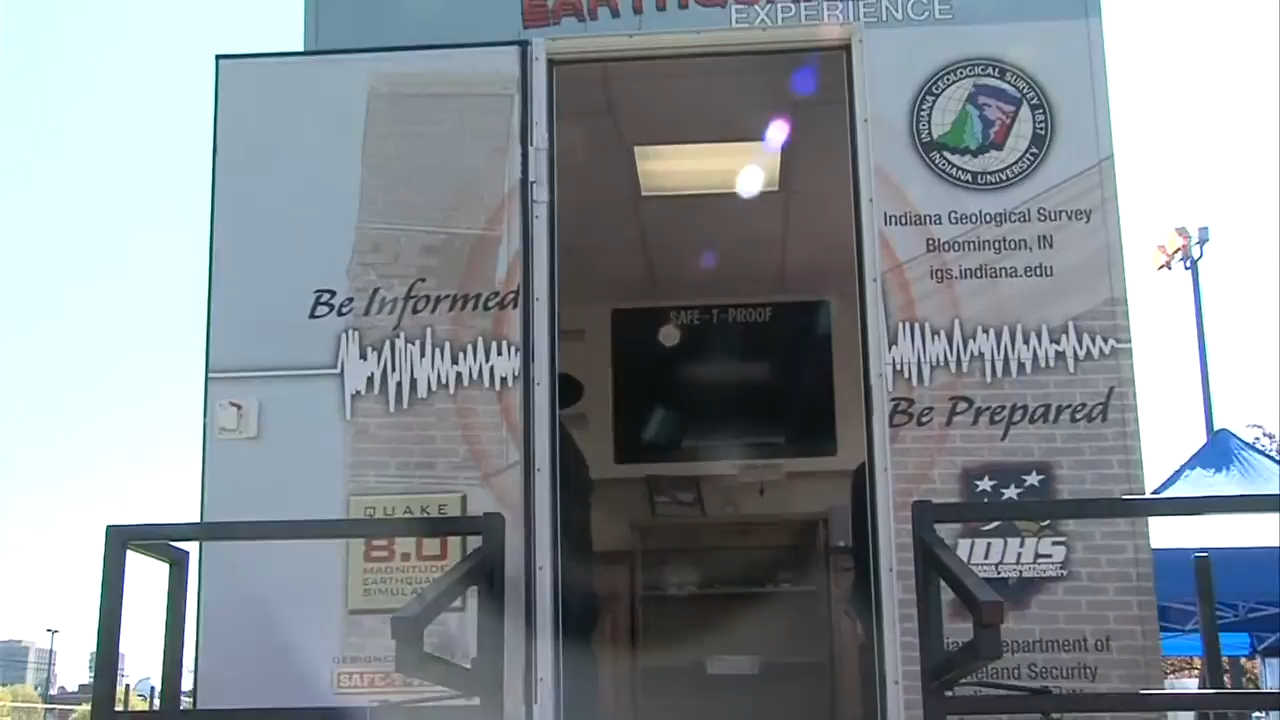 EXPERIENCE
INDIANA GEOLOGICAL SURVEY 1837
INDIANA UNIVERSITY
Indiana Geological Survey
Bloomington, IN
igs.indiana.edu
Be Informed
SAFE-T-PROOF
Be Prepared
QUAKE
8.0
MAGNITUDE
IDHS
HOMELAND SECURITY
Department of
Security